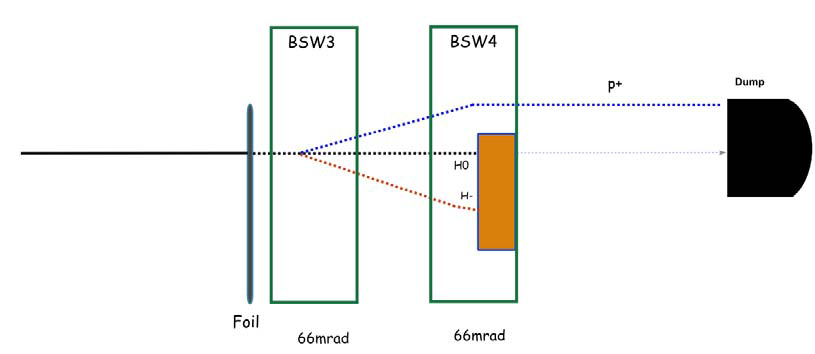 BSW3
BSW4
p+
Dump
H0
H-
Foil
66mrad
66mrad